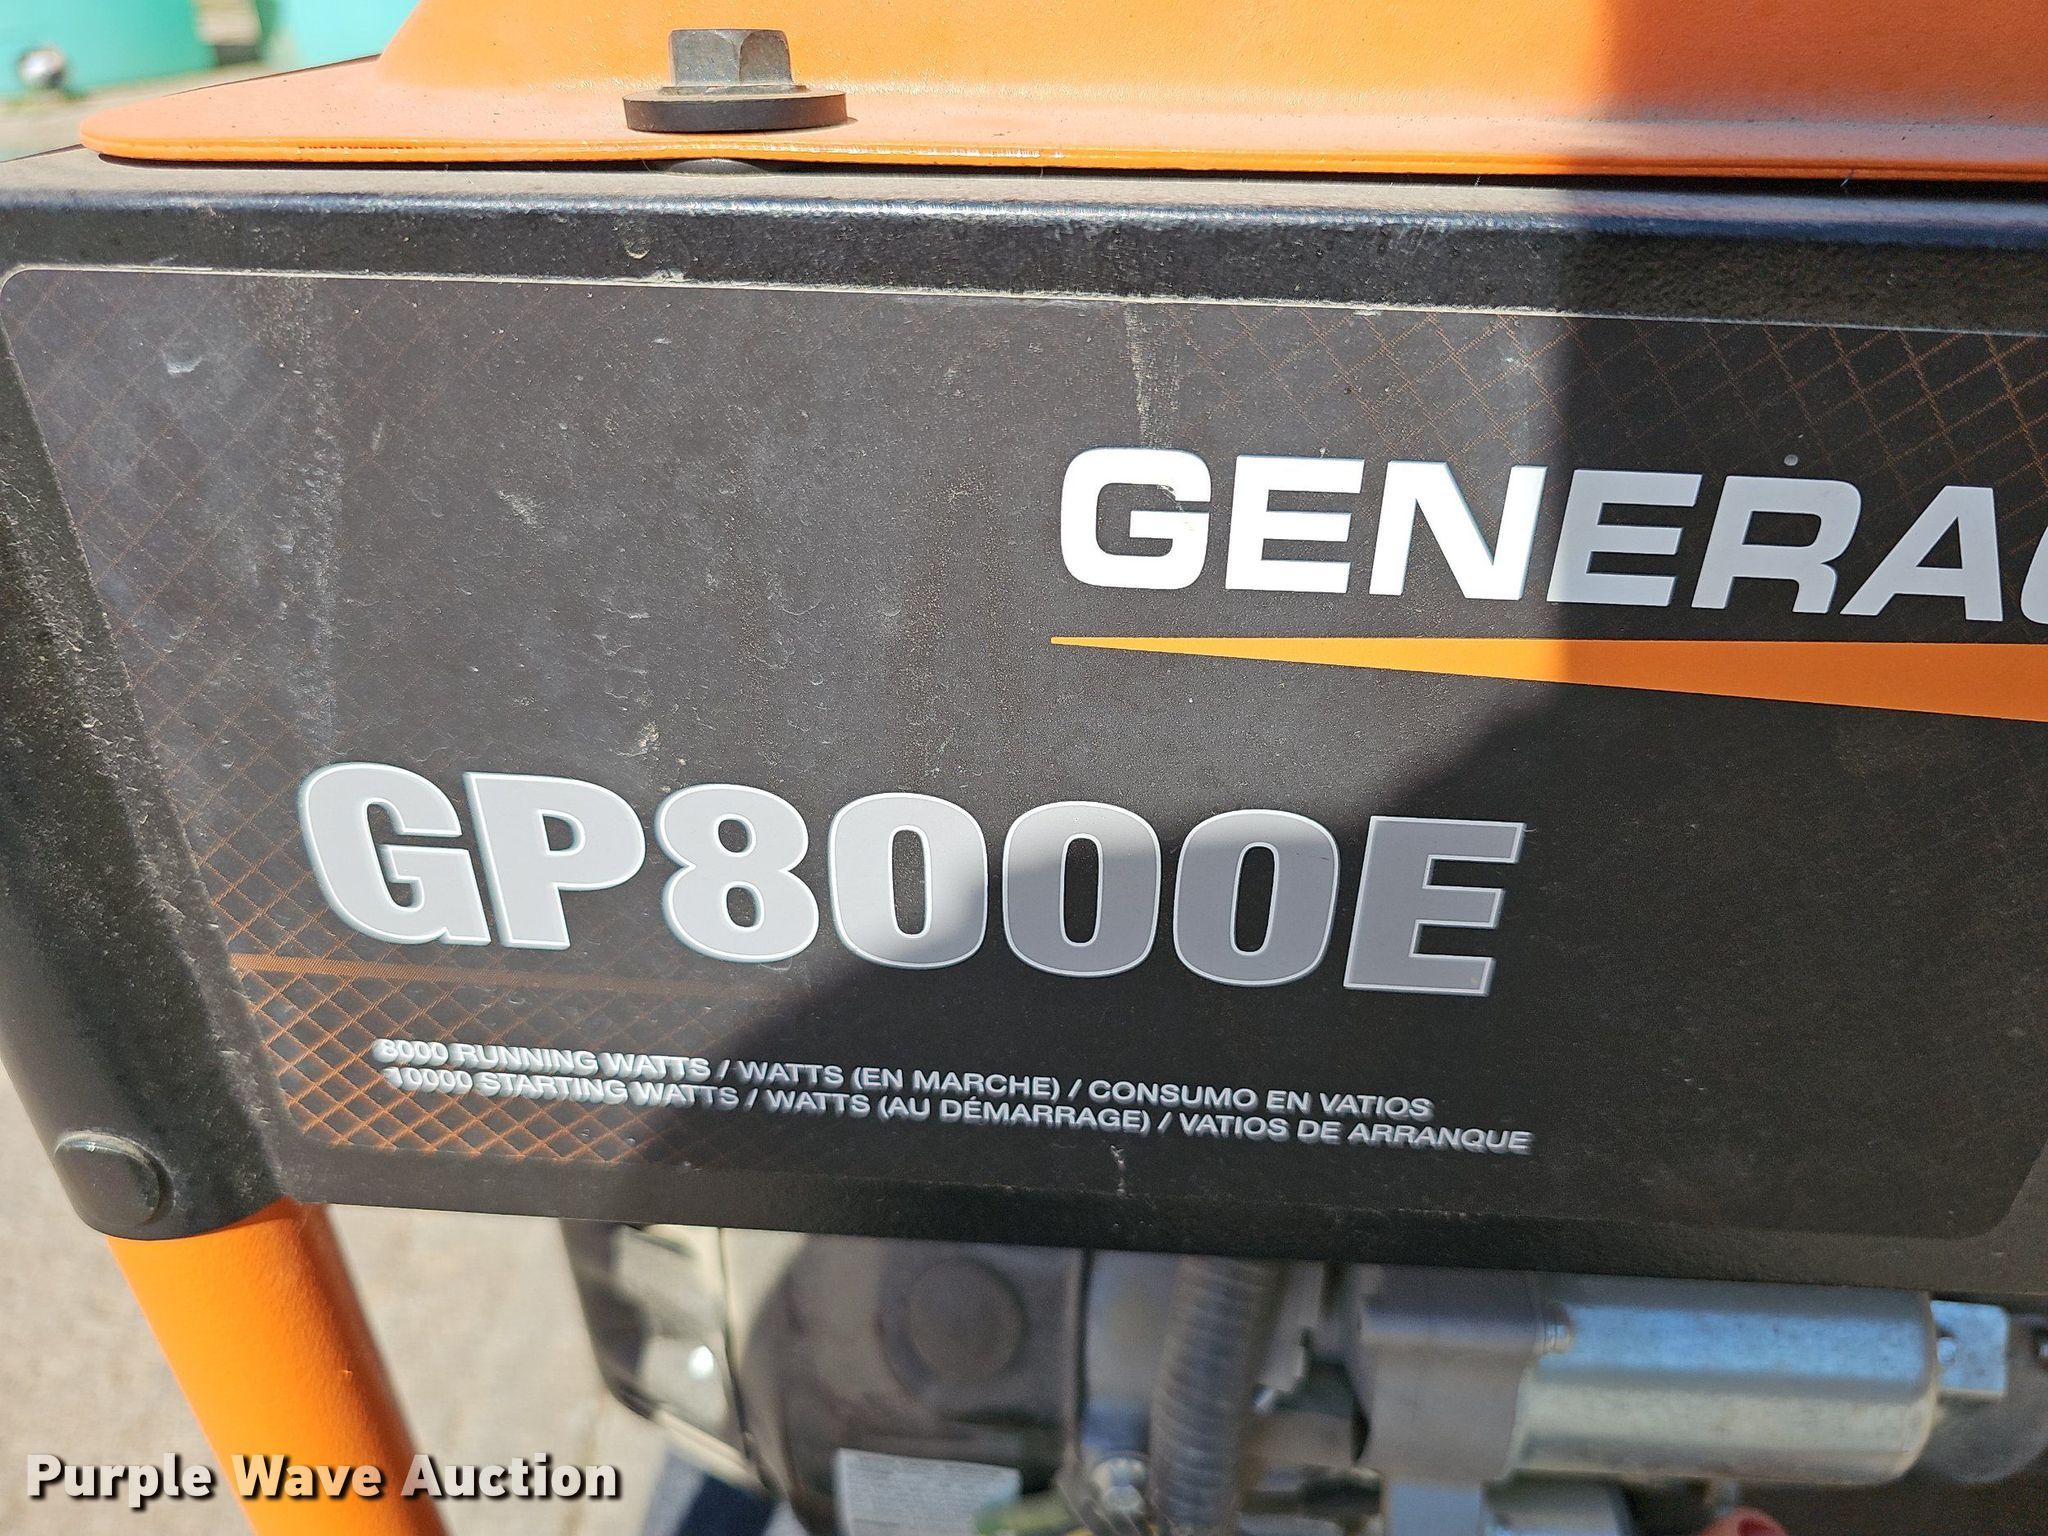 GENERAC
GP8000E
8000 RUNNING WATTS / WATTS (EN MARCHE) / CONSUMO EN VATIOS
10000 STARTING WATTS / WATTS (AU DÉMARRAGE) / VATIOS DE ARRANQUE
Purple Wave Auction